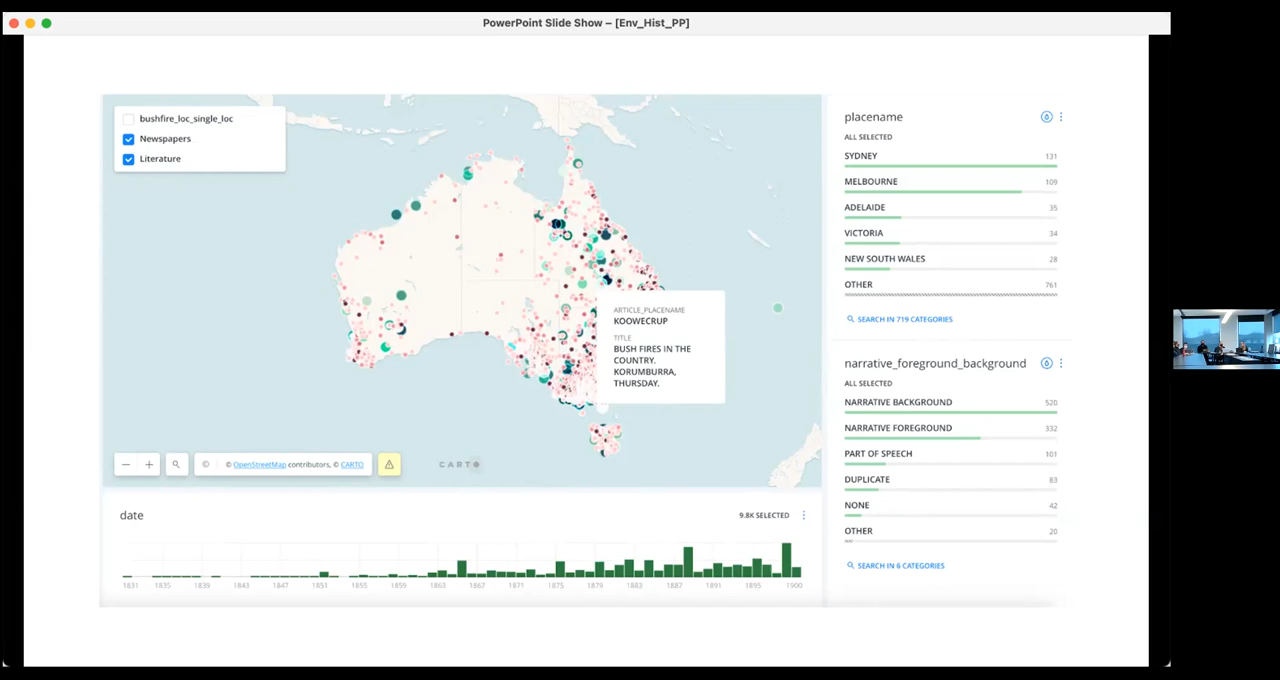 PowerPoint Slide Show – [Env_Hist_PP]
bushfire_loc_single_loc
Newspapers
Literature
ARTICLE_PLACENAME
KOOWECRUP
TITLE
BUSH FIRES IN THE
COUNTRY.
KORUMBURRA,
THURSDAY.
© © OpenStreetMap contributors, © CARTO
CARTO
date
9.8K SELECTED
1831 1835 1839 1843 1847 1851 1855 1859 1863 1867 1871 1875 1879 1883 1887 1891 1895 1900
placename
ALL SELECTED
SYDNEY 131
MELBOURNE 109
ADELAIDE 35
VICTORIA 34
NEW SOUTH WALES 28
OTHER 761
SEARCH IN 719 CATEGORIES
narrative_foreground_background
ALL SELECTED
NARRATIVE BACKGROUND 520
NARRATIVE FOREGROUND 332
PART OF SPEECH 101
DUPLICATE 83
NONE 42
OTHER 20
SEARCH IN 6 CATEGORIES